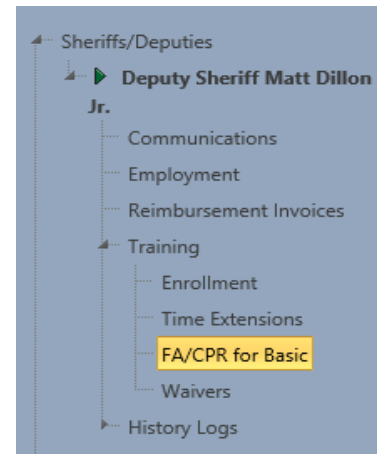 Sheriffs/Deputies
Deputy Sheriff Matt Dillon
Jr.
Communications
Employment
Reimbursement Invoices
Training
Enrollment
Time Extensions
FA/CPR for Basic
Waivers
History Logs